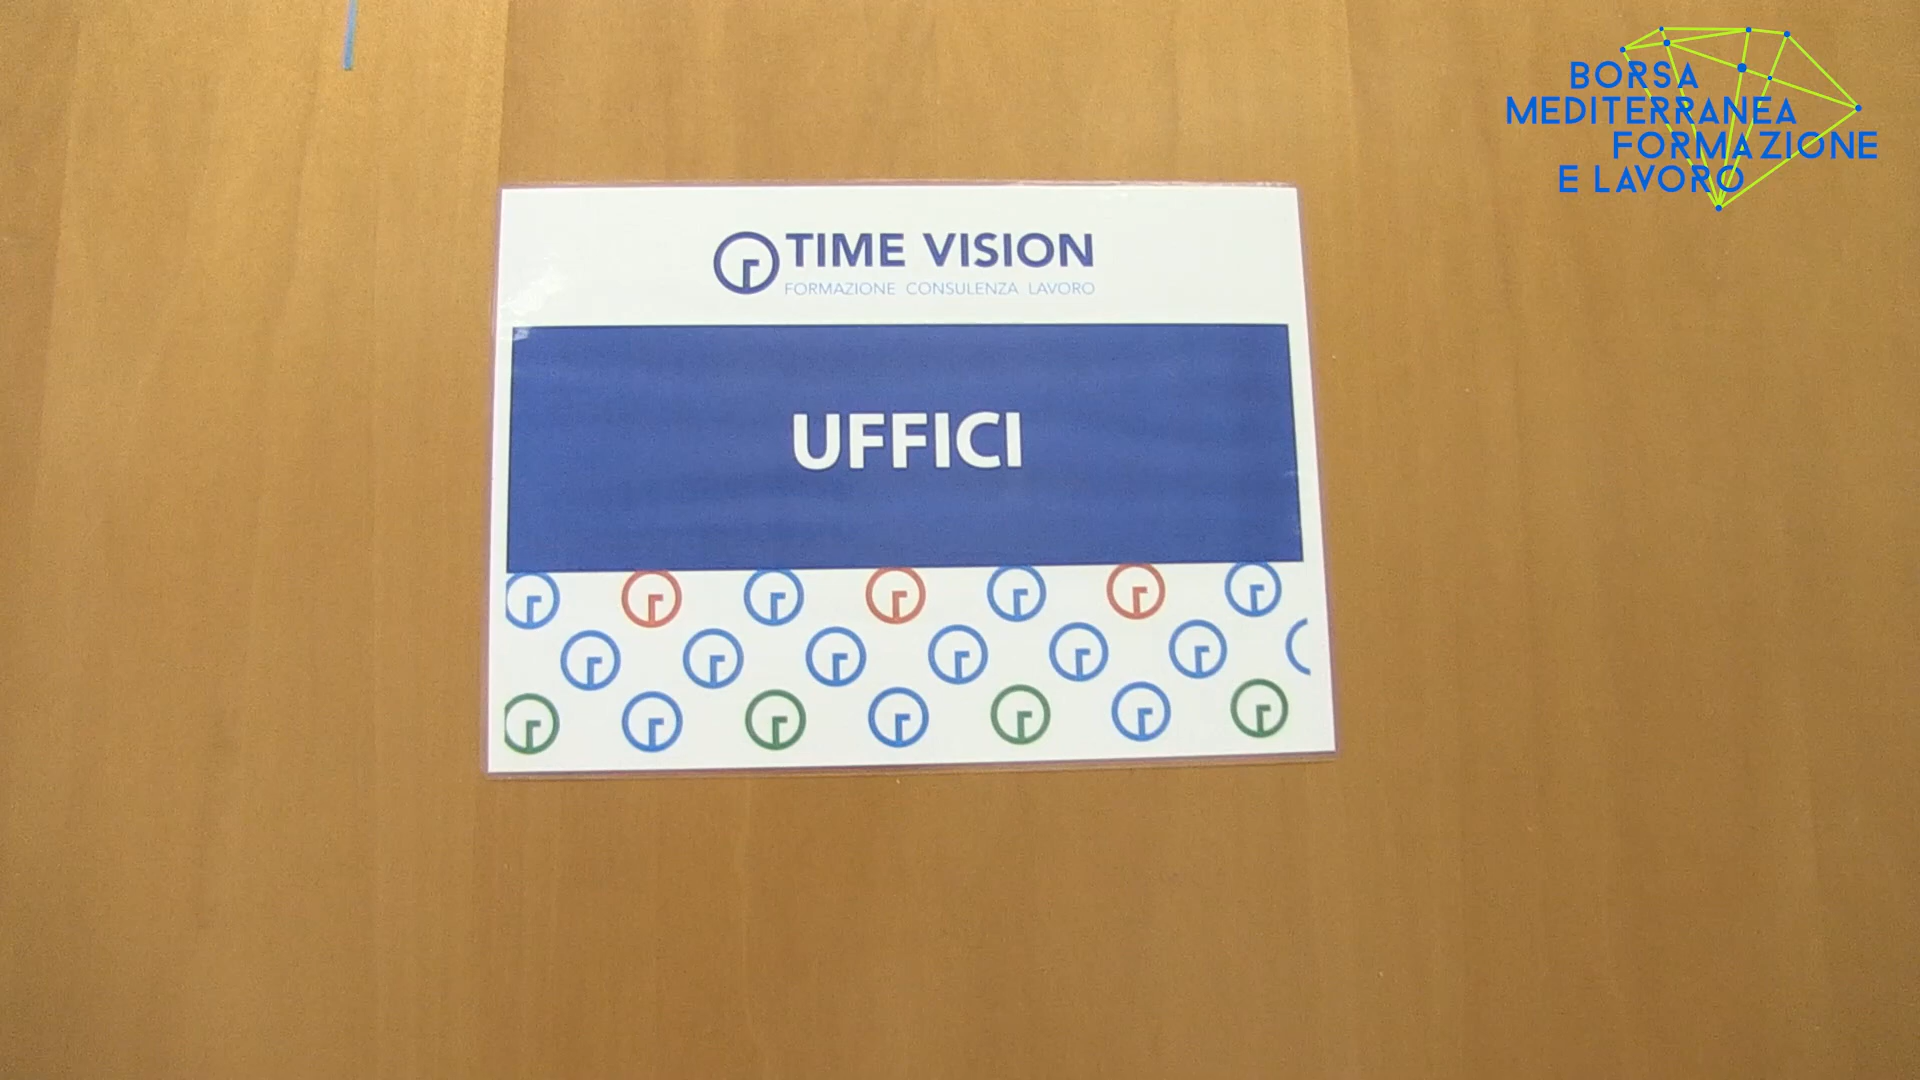 BORSA
MEDITERRANEA
FORMAZIONE
E LAVORO
TIME VISION
FORMAZIONE CONSULENZA LAVORO
UFFICI